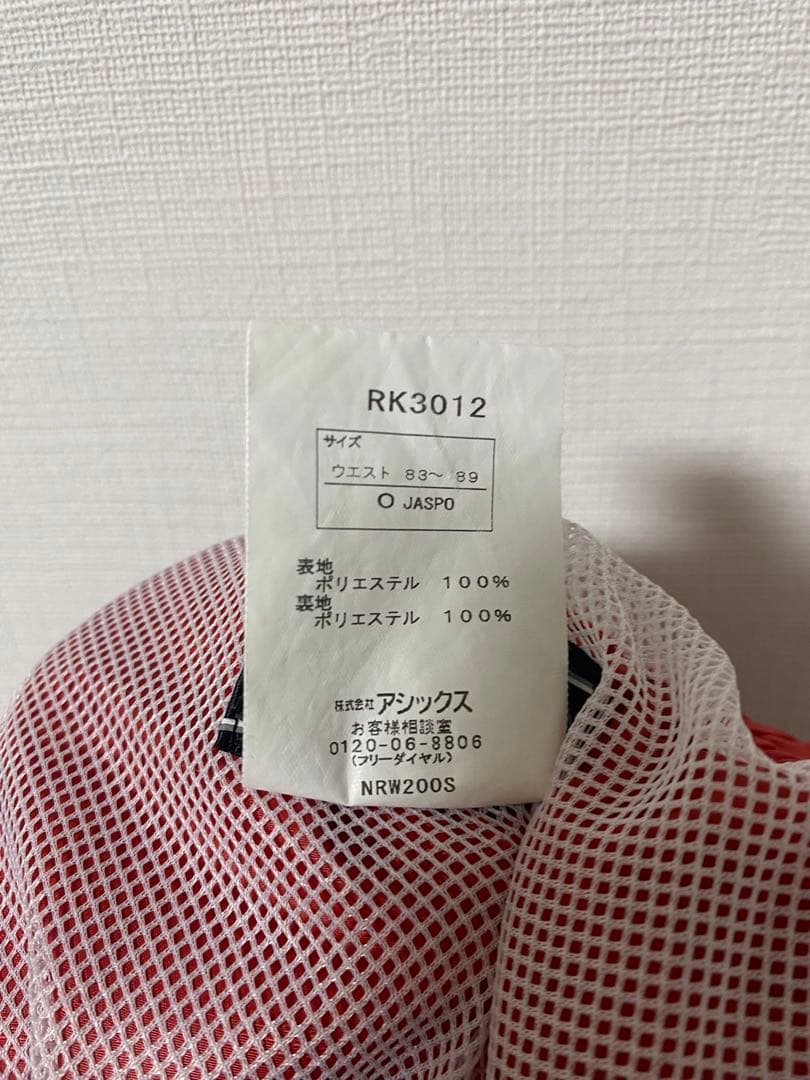 RK3012
サイズ
ウエスト 83～89
O JASPO
表地
ポリエステル 100%
裏地
ポリエステル 100%
株式会社アシックス
お客様相談室
0120-06-8806
(フリーダイヤル)
NRW200S